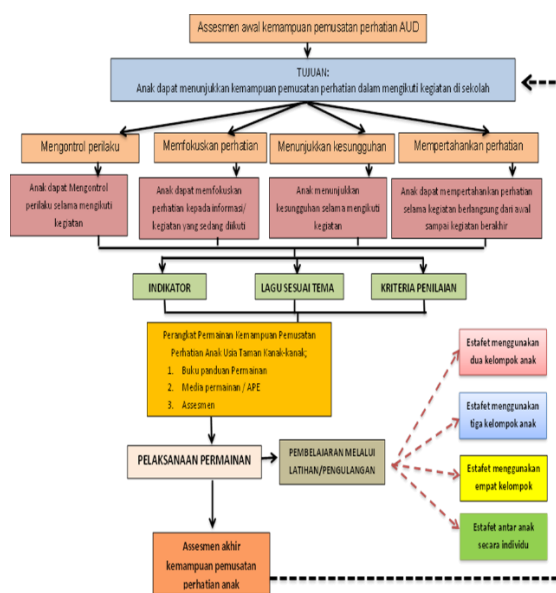 Assesmen awal kemampuan pemusatan perhatian AUD
TUJUAN:
Anak dapat menunjukkan kemampuan pemusatan perhatian dalam mengikuti kegiatan di sekolah
Mengontrol perilaku
Memfokuskan perhatian
Menunjukkan kesungguhan
Mempertahankan perhatian
Anak dapat Mengontrol
perilaku selama mengikuti
kegiatan
Anak dapat memfokuskan
perhatian kepada informasi/
kegiatan yang sedang diikuti
Anak menunjukkan
kesungguhan selama mengikuti
kegiatan
Anak dapat mempertahankan perhatian
selama kegiatan berlangsung dari awal
sampai kegiatan berakhir
INDIKATOR
LAGU SESUAI TEMA
KRITERIA PENILAIAN
Perangkat Permainan Kemampuan Pemusatan
Perhatian Anak Usia Taman Kanak-kanak;
1. Buku panduan Permainan
2. Media permainan / APE
3. Assesmen
PELAKSANAAN PERMAINAN
PEMBELAJARAN MELALUI
LATIHAN/PENGULANGAN
Estafet menggunakan
dua kelompok anak
Estafet menggunakan
tiga kelompok anak
Estafet menggunakan
empat kelompok
Estafet antar anak
secara individu
Assesmen akhir
kemampuan pemusatan
perhatian anak